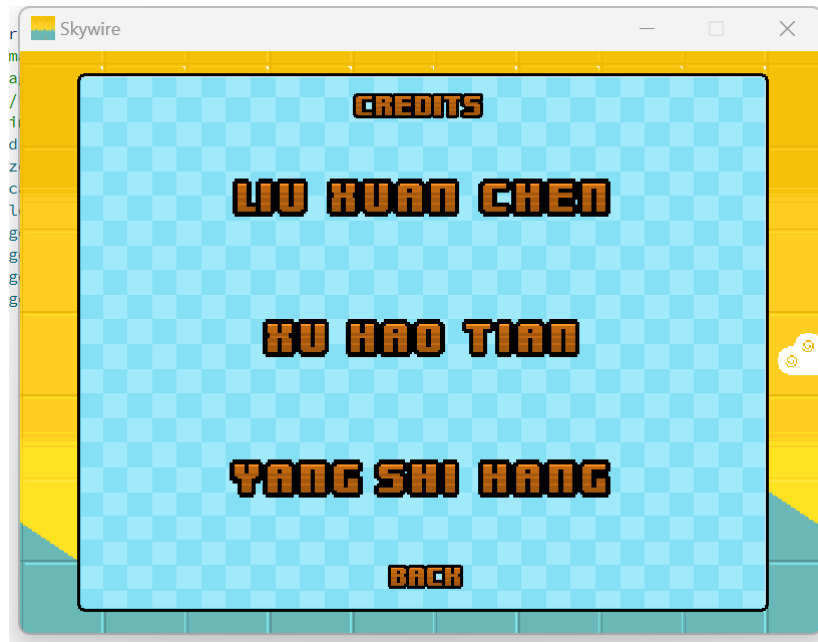 Skywire
CREDITS
LIU XUAN CHEN
XU HAO TIAN
YANG SHI HANG
BACK